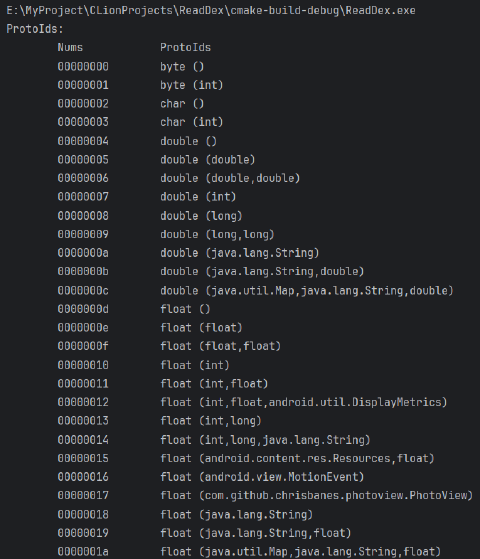 E:\MyProject\CLionProjects\ReadDex\cmake-build-debug\ReadDex.exe
ProtoIds:
Nums ProtoIds
00000000 byte ()
00000001 byte (int)
00000002 char ()
00000003 char (int)
00000004 double ()
00000005 double (double)
00000006 double (double,double)
00000007 double (int)
00000008 double (long)
00000009 double (long,long)
0000000a double (java.lang.String)
0000000b double (java.lang.String,double)
0000000c double (java.util.Map,java.lang.String,double)
0000000d float ()
0000000e float (float)
0000000f float (float,float)
00000010 float (int)
00000011 float (int,float)
00000012 float (int,float,android.util.DisplayMetrics)
00000013 float (int,long)
00000014 float (int,long,java.lang.String)
00000015 float (android.content.res.Resources,float)
00000016 float (android.view.MotionEvent)
00000017 float (com.github.chrisbanes.photoview.PhotoView)
00000018 float (java.lang.String)
00000019 float (java.lang.String,float)
0000001a float (java.util.Map,java.lang.String,float)